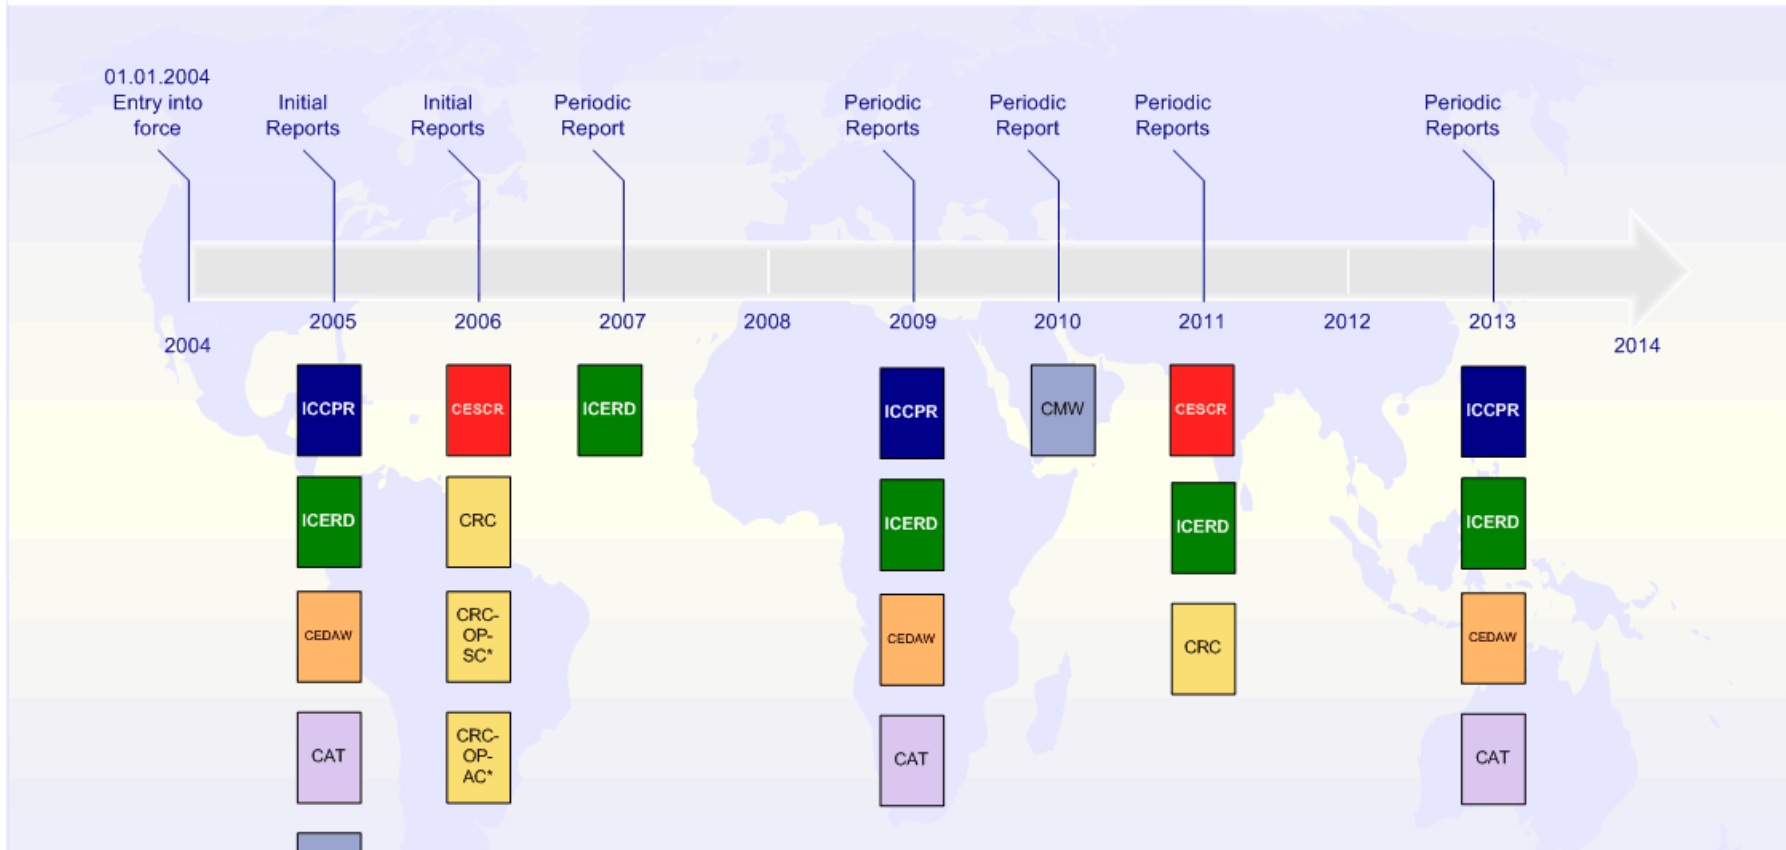 01.01.2004
Entry into
force
Initial
Reports
Initial
Reports
Periodic
Report
Periodic
Reports
Periodic
Report
Periodic
Reports
Periodic
Reports
2004
2005
2006
2007
2008
2009
2010
2011
2012
2013
2014
ICCPR
CESCR
ICERD
ICCPR
CMW
CESCR
ICCPR
ICERD
CRC
ICERD
ICERD
ICERD
CEDAW
CRC-
OP-
SC*
CEDAW
CRC
CEDAW
CAT
CRC-
OP-
AC*
CAT
CAT